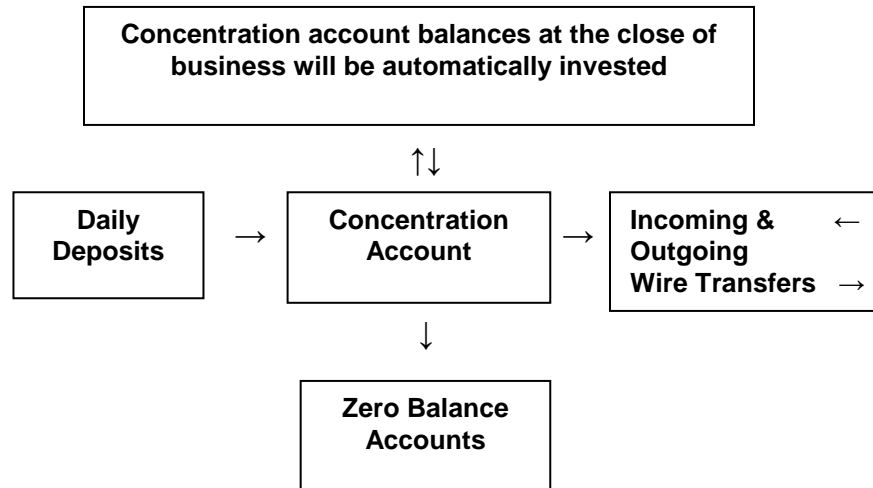 Concentration account balances at the close of
business will be automatically invested
↑↓
Daily
Deposits
→
Concentration
Account
→
Incoming & ←
Outgoing
Wire Transfers →
↓
Zero Balance
Accounts